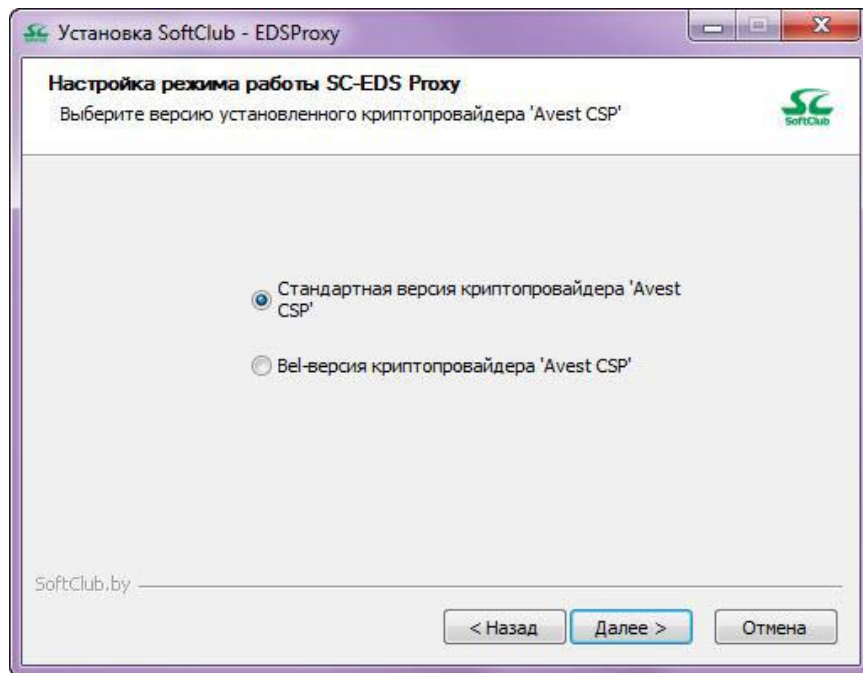 Установка SoftClub - EDSProxy
Настройка режима работы SC-EDS Proxy
Выберите версию установленного криптопровайдера 'Avest CSP'
SC
SoftClub
Стандартная версия криптопровайдера 'Avest
CSP'
Bel-версия криптопровайдера 'Avest CSP'
SoftClub.by
< Назад
Далее >
Отмена